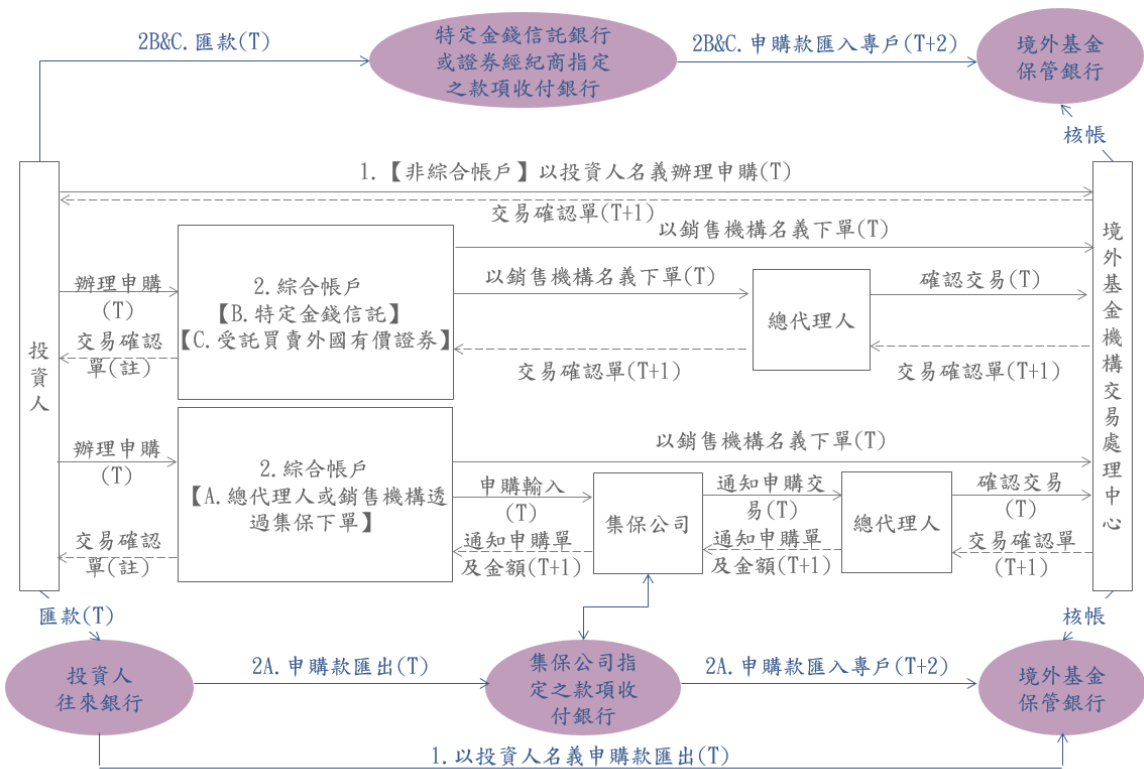 2B&C.匯款(T)
特定金錢信託銀行
或證券經紀商指定
之款項收付銀行
2B&C.申購款匯入專戶(T+2)
境外基金
保管銀行
核帳
1.【非綜合帳戶】以投資人名義辦理申購(T)
交易確認單(T+1)
投資人
境外基金機構交易處理中心
以銷售機構名義下單(T)
辦理申購
(T)
2.綜合帳戶
【B.特定金錢信託】
【C.受託買賣外國有價證券】
交易確認
單(註)
以銷售機構名義下單(T)
總代理人
確認交易(T)
交易確認單(T+1)
交易確認單(T+1)
以銷售機構名義下單(T)
辦理申購
(T)
2.綜合帳戶
【A.總代理人或銷售機構透
過集保下單】
交易確認
單(註)
申購輸入
(T)
通知申購單
及金額(T+1)
集保公司
通知申購交
易(T)
通知申購單
及金額(T+1)
總代理人
確認交易
(T)
交易確認單
(T+1)
匯款(T)
核帳
投資人
往來銀行
2A.申購款匯出(T)
集保公司指
定之款項收
付銀行
2A.申購款匯入專戶(T+2)
境外基金
保管銀行
1.以投資人名義申購款匯出(T)